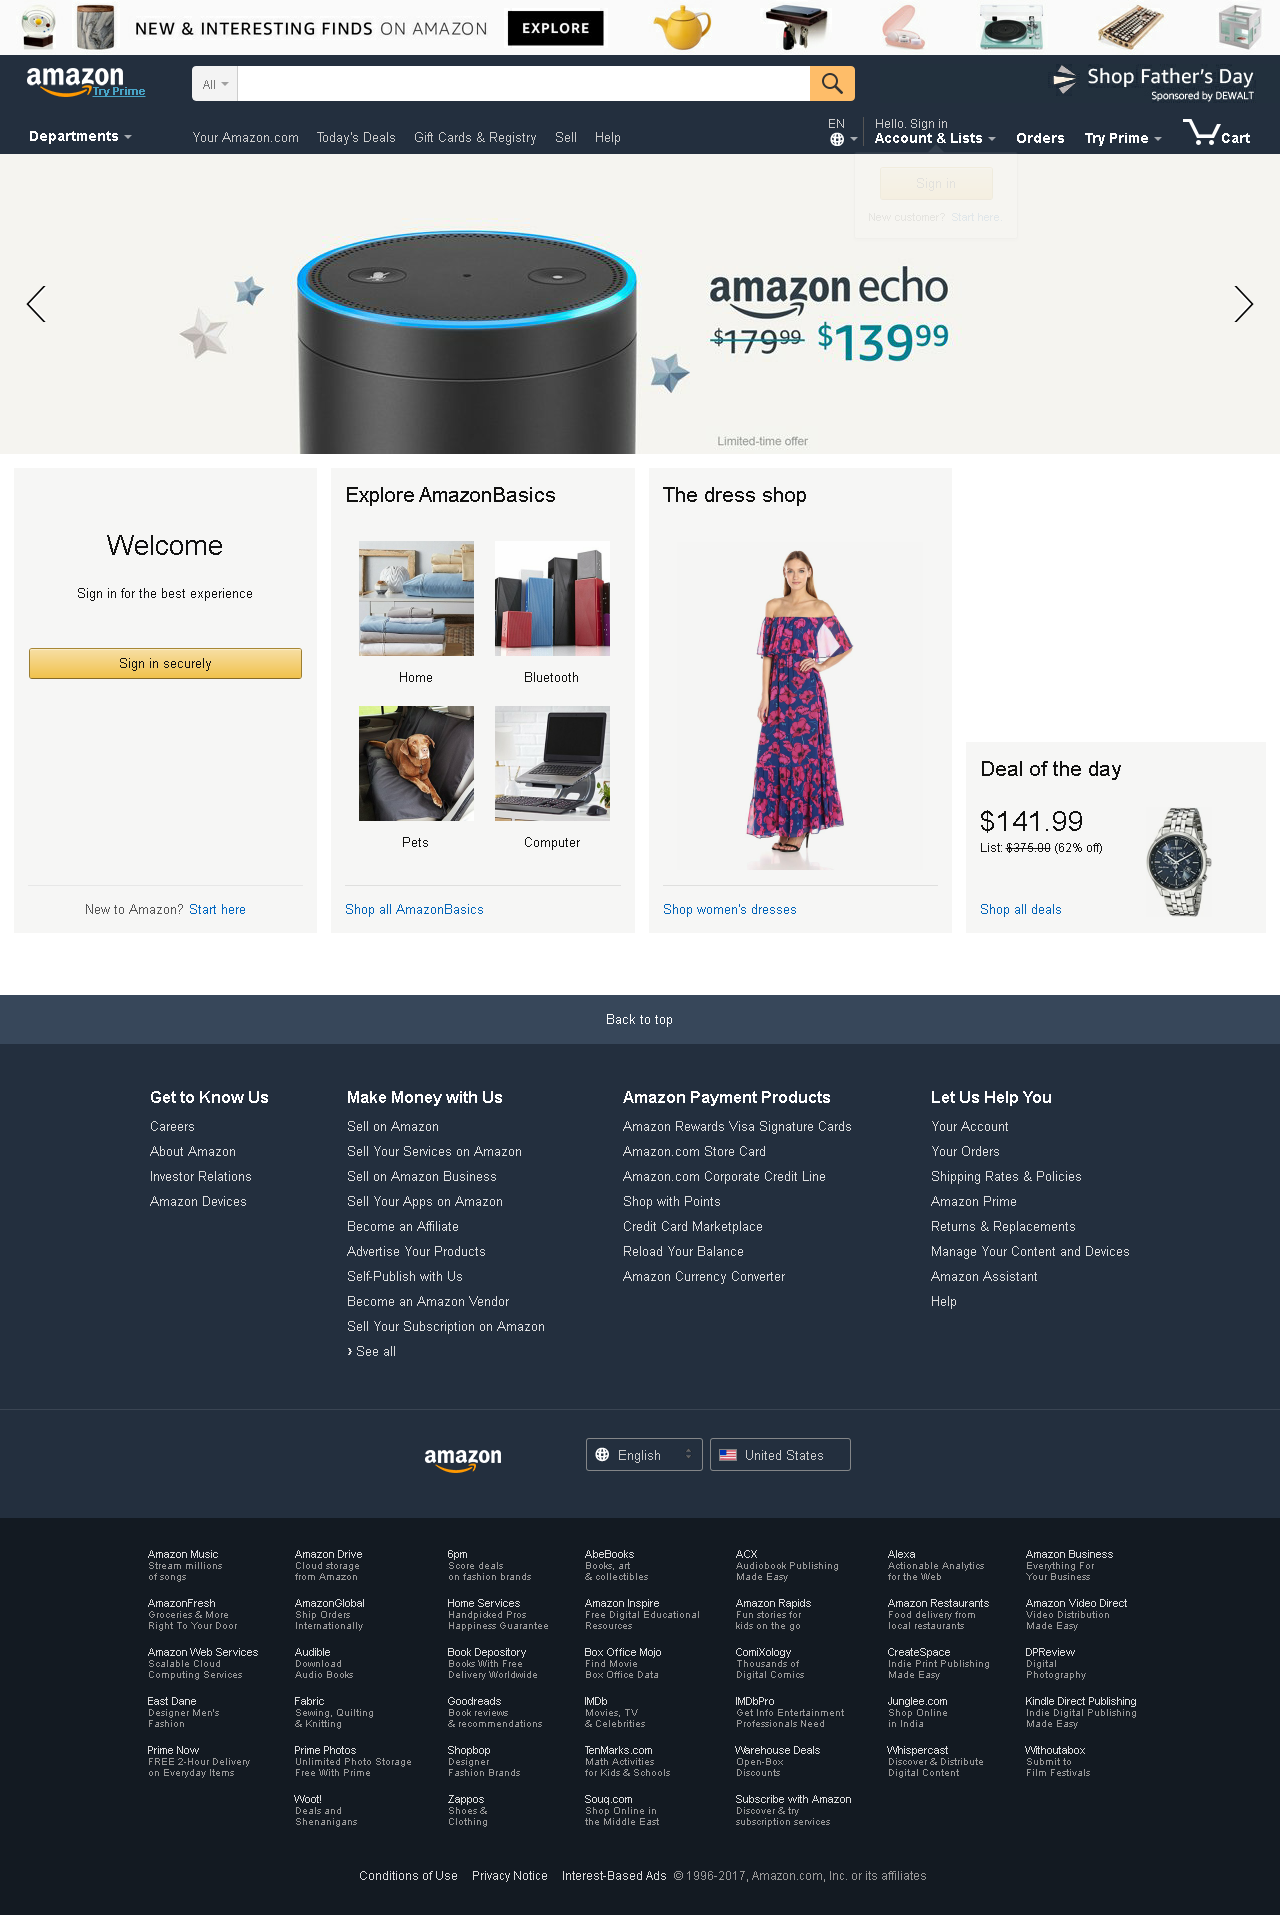 NEW & INTERESTING FINDS ON AMAZON EXPLORE
amazon
Try Prime
All
Shop Father's Day
Sponsored by DEWALT
Departments
Your Amazon.com Today's Deals Gift Cards & Registry Sell Help
EN
Hello. Sign in
Account & Lists Orders Try Prime Cart
Sign in
New customer? Start here
amazon echo
$179.99 $139.99
Limited-time offer
Welcome
Sign in for the best experience
Sign in securely
New to Amazon? Start here
Explore AmazonBasics
Home Bluetooth
Pets Computer
Shop all AmazonBasics
The dress shop
Shop women's dresses
Deal of the day
$141.99
List: $375.00 (62% off)
Shop all deals
Back to top
Get to Know Us
Careers
About Amazon
Investor Relations
Amazon Devices
Make Money with Us
Sell on Amazon
Sell Your Services on Amazon
Sell on Amazon Business
Sell Your Apps on Amazon
Become an Affiliate
Advertise Your Products
Self-Publish with Us
Become an Amazon Vendor
Sell Your Subscription on Amazon
› See all
Amazon Payment Products
Amazon Rewards Visa Signature Cards
Amazon.com Store Card
Amazon.com Corporate Credit Line
Shop with Points
Credit Card Marketplace
Reload Your Balance
Amazon Currency Converter
Let Us Help You
Your Account
Your Orders
Shipping Rates & Policies
Amazon Prime
Returns & Replacements
Manage Your Content and Devices
Amazon Assistant
Help
amazon
English
United States
Amazon Music
Stream millions
of songs
Amazon Drive
Cloud storage
from Amazon
6pm
Score deals
on fashion brands
AbeBooks
Books, art
& collectibles
ACX
Audiobook Publishing
Made Easy
Alexa
Actionable Analytics
for the Web
Amazon Business
Everything For
Your Business
AmazonFresh
Groceries & More
Right To Your Door
AmazonGlobal
Ship Orders
Internationally
Home Services
Handpicked Pros
Happiness Guarantee
Amazon Inspire
Free Digital Educational
Resources
Amazon Rapids
Fun stories for
kids on the go
Amazon Restaurants
Food delivery from
local restaurants
Amazon Video Direct
Video Distribution
Made Easy
Amazon Web Services
Scalable Cloud
Computing Services
Audible
Download
Audio Books
Book Depository
Books With Free
Delivery Worldwide
Box Office Mojo
Find Movie
Box Office Data
ComiXology
Thousands of
Digital Comics
CreateSpace
Indie Print Publishing
Made Easy
DPReview
Digital
Photography
East Dane
Designer Men's
Fashion
Fabric
Sewing, Quilting
& Knitting
Goodreads
Book reviews
& recommendations
IMDb
Movies, TV
& Celebrities
IMDbPro
Get Info Entertainment
Professionals Need
Junglee.com
Shop Online
in India
Kindle Direct Publishing
Indie Digital Publishing
Made Easy
Prime Now
FREE 2-Hour Delivery
on Everyday Items
Prime Photos
Unlimited Photo Storage
Free With Prime
Shopbop
Designer
Fashion Brands
TenMarks.com
Math Activities
for Kids & Schools
Warehouse Deals
Open-Box
Discounts
Whispercast
Discover & Distribute
Digital Content
Withoutabox
Submit to
Film Festivals
Woot!
Deals and
Shenanigans
Zappos
Shoes &
Clothing
Souq.com
Shop Online in
the Middle East
Subscribe with Amazon
Discover & try
subscription services
Conditions of Use Privacy Notice Interest-Based Ads © 1996-2017, Amazon.com, Inc. or its affiliates